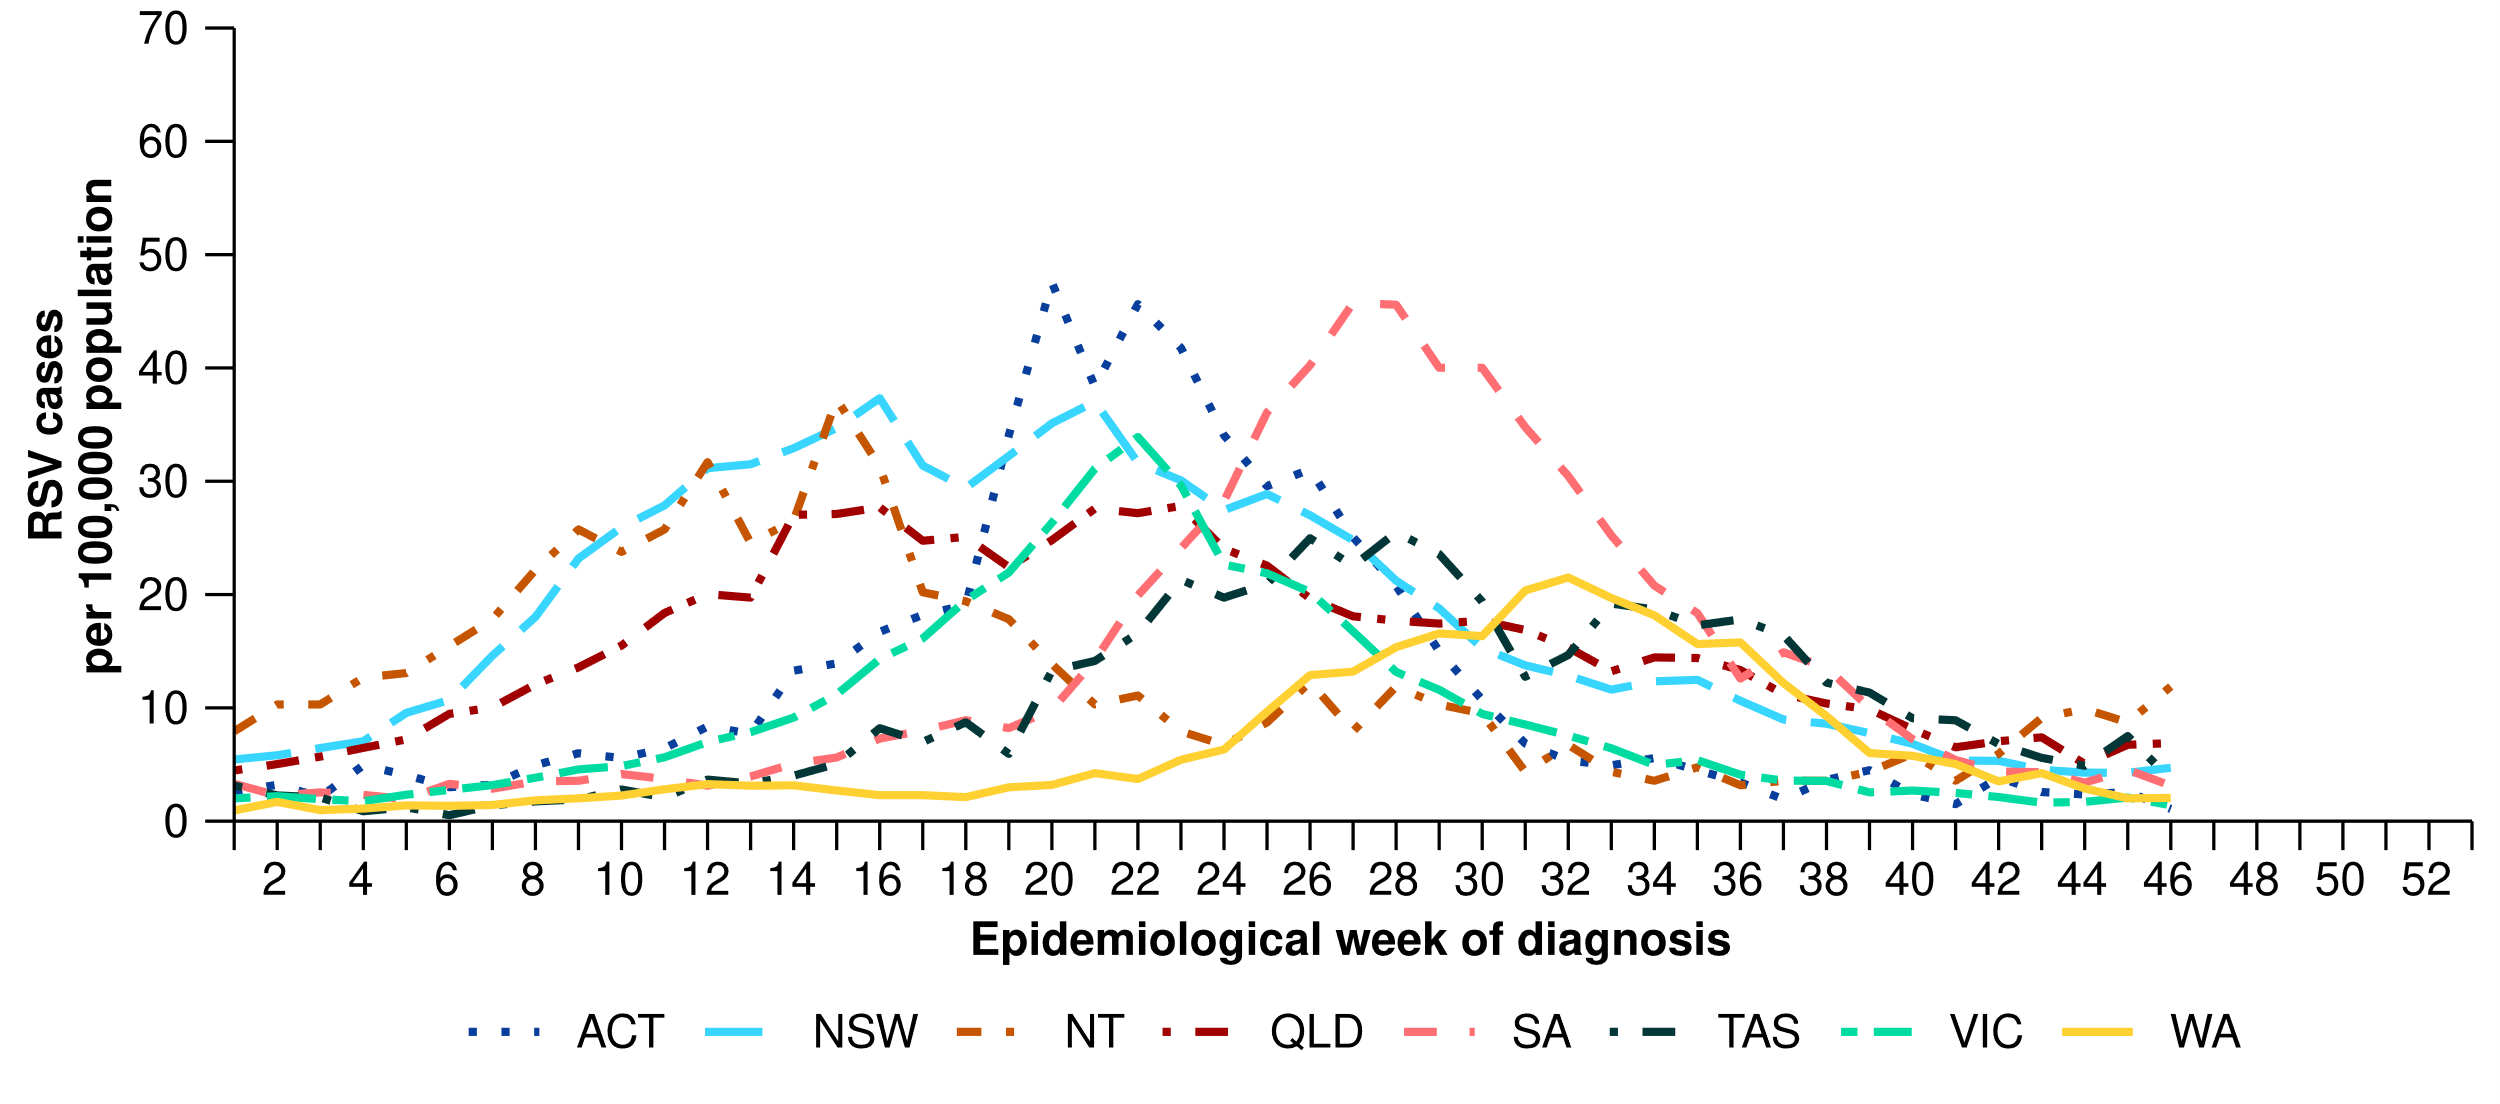 70
60
50
40
30
20
10
0
RSV cases
per 100,000 population
2 4 6 8 10 12 14 16 18 20 22 24 26 28 30 32 34 36 38 40 42 44 46 48 50 52
Epidemiological week of diagnosis
ACT NSW NT QLD SA TAS VIC WA